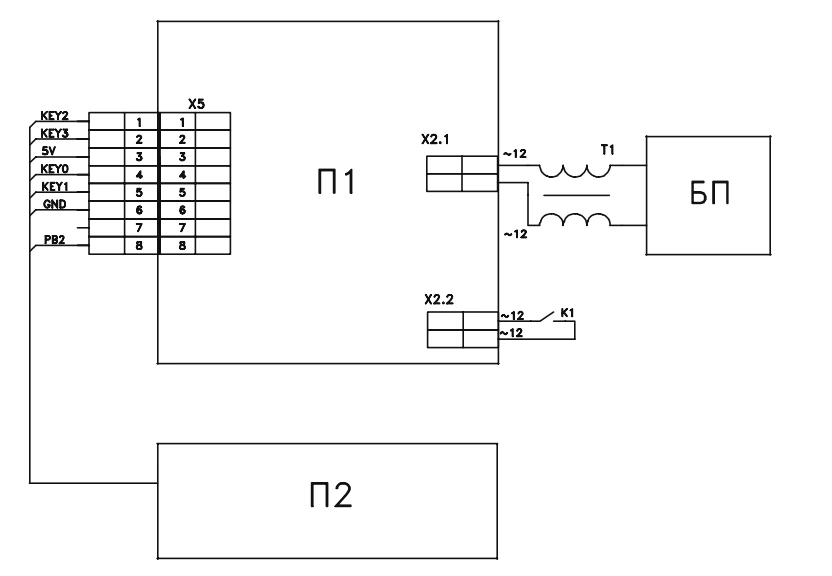 X5
KEY2 1 1
KEY3 2 2
5V 3 3
KEY0 4 4
KEY1 5 5
GND 6 6
7 7
PB2 8 8
П1
X2.1
~12
~12
T1
БП
X2.2
~12
~12
K1
П2